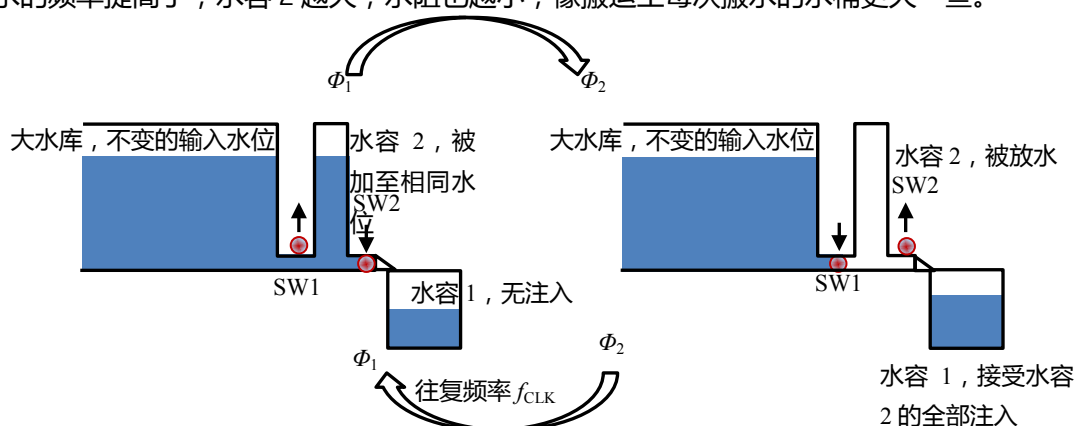 水的频率提高了，水容2越大，水阻也越小，像搬运工每次搬水的水桶更大一些。
Φ1
Φ2
大水库，不变的输入水位
水容 2，被
加至相同水
位
SW2
SW1
水容 1，无注入
大水库，不变的输入水位
水容 2，被放水
SW2
SW1
Φ1
Φ2
往复频率 fCLK
水容 1，接受水容
2 的全部注入